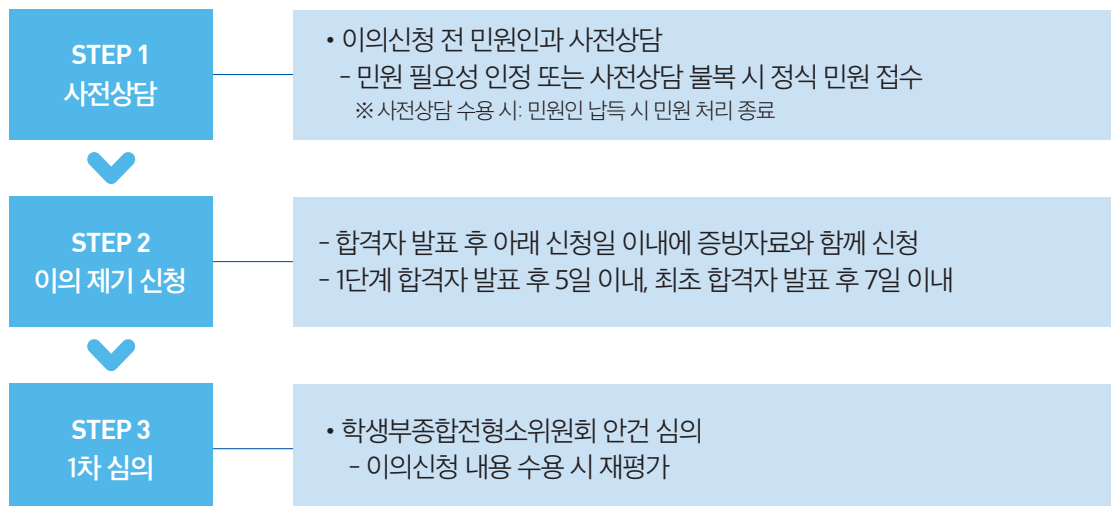 STEP 1
사전상담
• 이의신청 전 민원인과 사전상담
- 민원 필요성 인정 또는 사전상담 불복 시 정식 민원 접수
※ 사전상담 수용 시: 민원인 납득 시 민원 처리 종료
STEP 2
이의 제기 신청
- 합격자 발표 후 아래 신청일 이내에 증빙자료와 함께 신청
- 1단계 합격자 발표 후 5일 이내, 최초 합격자 발표 후 7일 이내
STEP 3
1차 심의
• 학생부종합전형소위원회 안건 심의
- 이의신청 내용 수용 시 재평가